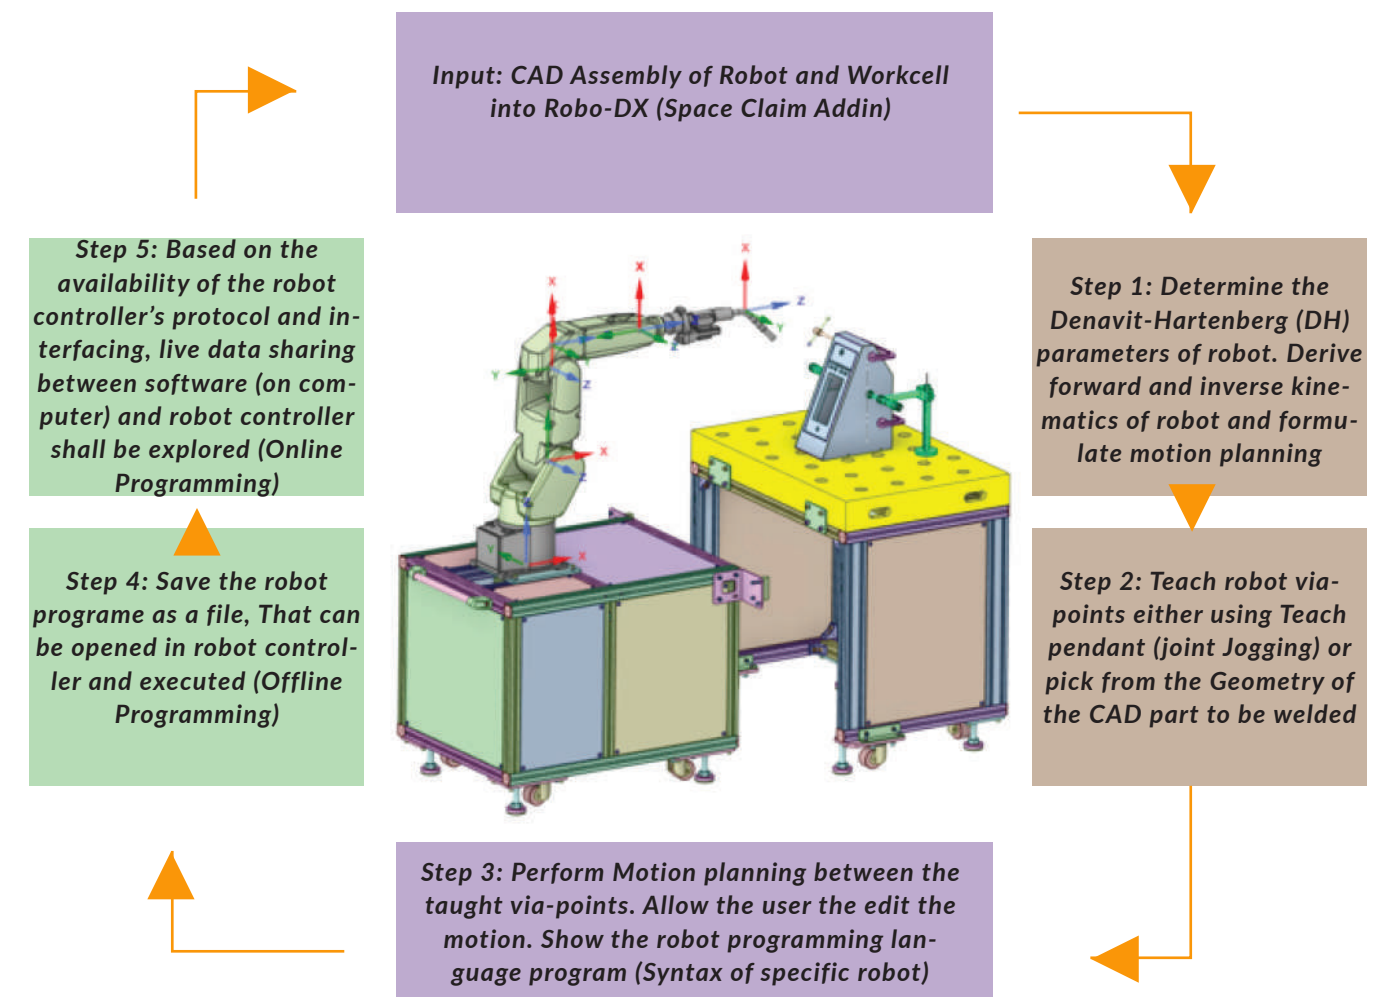 Input: CAD Assembly of Robot and Workcell
into Robo-DX (Space Claim Addin)
Step 1: Determine the
Denavit-Hartenberg (DH)
parameters of robot. Derive
forward and inverse kine-
matics of robot and formu-
late motion planning
Step 2: Teach robot via-
points either using Teach
pendant (joint Jogging) or
pick from the Geometry of
the CAD part to be welded
Step 3: Perform Motion planning between the
taught via-points. Allow the user the edit the
motion. Show the robot programming lan-
guage program (Syntax of specific robot)
Step 4: Save the robot
programe as a file, That can
be opened in robot control-
ler and executed (Offline
Programming)
Step 5: Based on the
availability of the robot
controller's protocol and in-
terfacing, live data sharing
between software (on com-
puter) and robot controller
shall be explored (Online
Programming)
X
X
X
Z
Y
Z
Y
Z
X
Z
Y
X